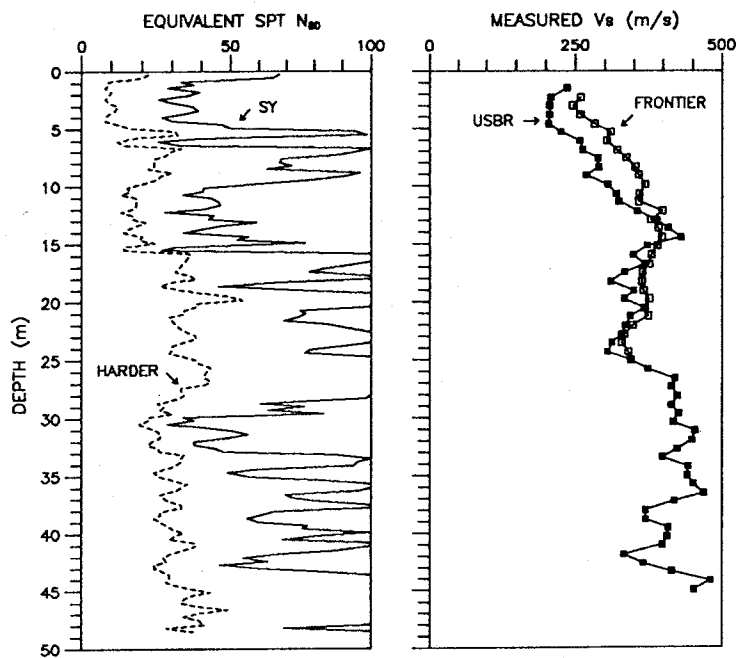 EQUIVALENT SPT N60
MEASURED Vs (m/s)
0 50 100
0 250 500
0
5
10
15
20
25
30
35
40
45
50
DEPTH (m)
SY
HARDER
USBR
FRONTIER